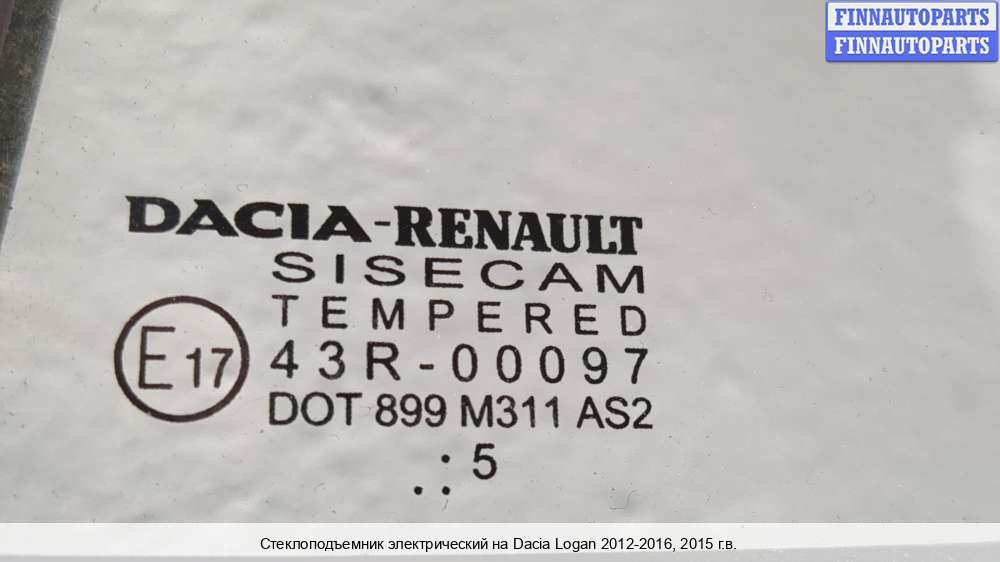 FINNAUTOPARTS
FINNAUTOPARTS
DACIA-RENAULT
SISECAM
TEMPERED
E17
43R-00097
DOT 899 M311 AS2
.:5
..
Стеклоподъемник электрический на Dacia Logan 2012-2016, 2015 г.в.